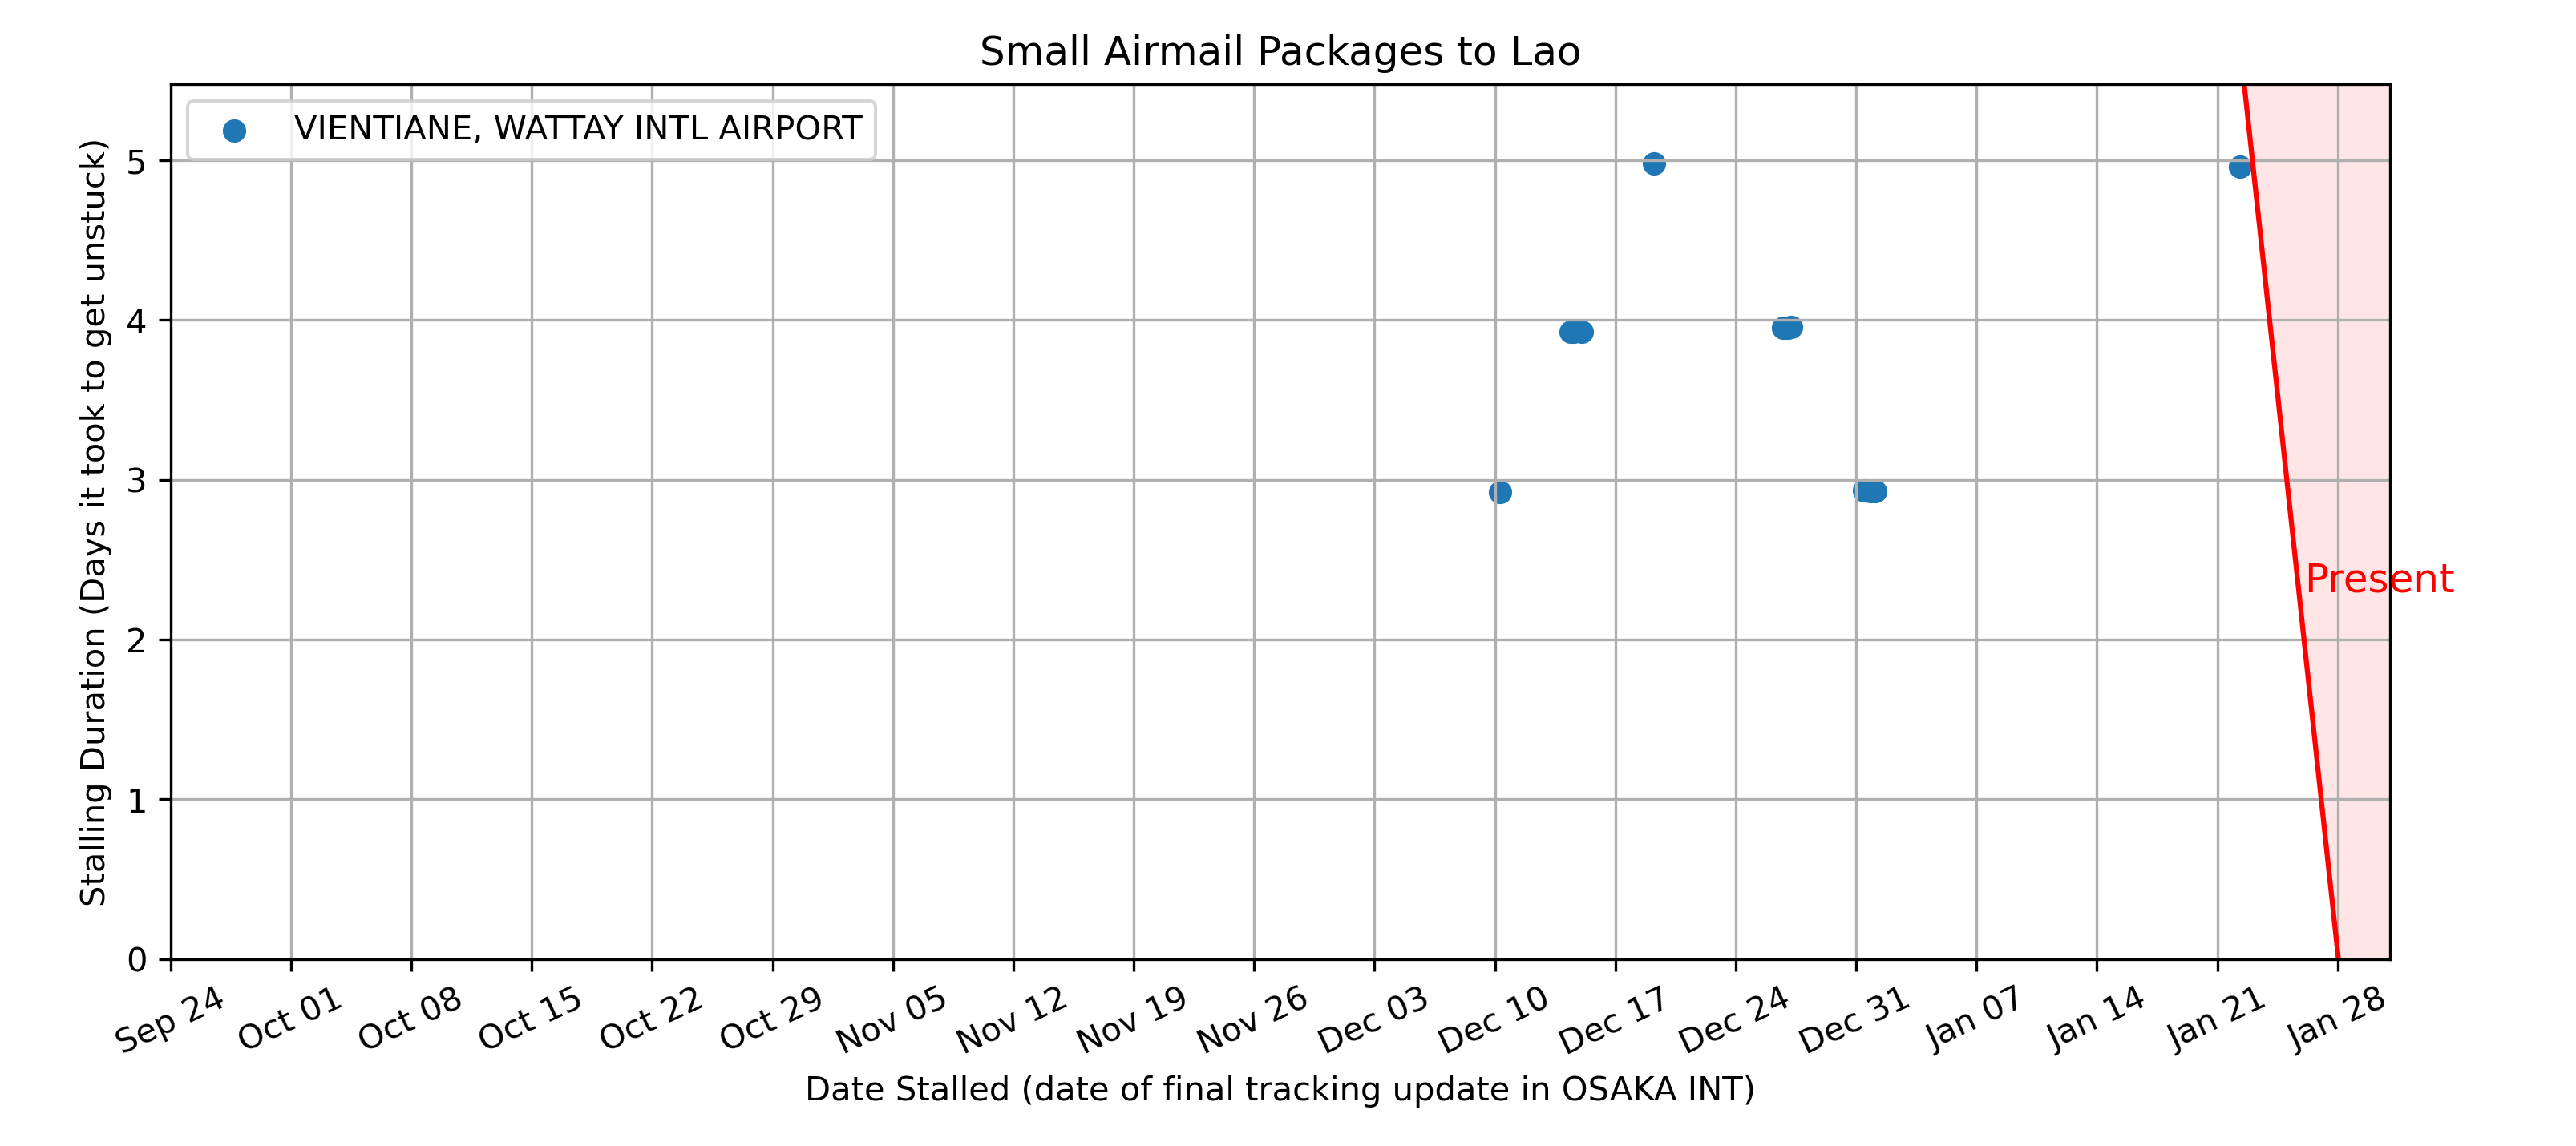 Small Airmail Packages to Lao
VIENTIANE, WATTAY INTL AIRPORT
Stalling Duration (Days it took to get unstuck)
5
4
3
2
1
0
Present
Sep 24
Oct 01
Oct 08
Oct 15
Oct 22
Oct 29
Nov 05
Nov 12
Nov 19
Nov 26
Dec 03
Dec 10
Dec 17
Dec 24
Dec 31
Jan 07
Jan 14
Jan 21
Jan 28
Date Stalled (date of final tracking update in OSAKA INT)